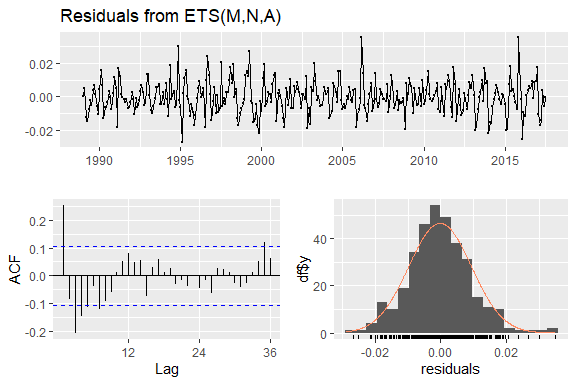 Residuals from ETS(M,N,A)
0.02
0.00
-0.02
1990 1995 2000 2005 2010 2015
ACF
0.2
0.1
0.0
-0.1
-0.2
12 24 36
Lag
df$y
40
20
0
-0.02 0.00 0.02
residuals